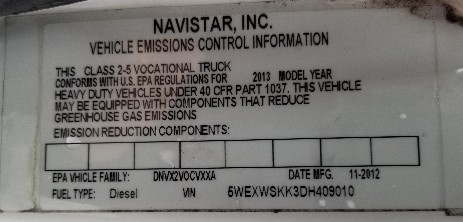 NAVISTAR, INC.
VEHICLE EMISSIONS CONTROL INFORMATION
THIS CLASS 2-5 VOCATIONAL TRUCK
CONFORMS WITH U.S. EPA REGULATIONS FOR 2013 MODEL YEAR
HEAVY DUTY VEHICLES UNDER 40 CFR PART 1037. THIS VEHICLE
MAY BE EQUIPPED WITH COMPONENTS THAT REDUCE
GREENHOUSE GAS EMISSIONS
EMISSION REDUCTION COMPONENTS:
EPA VEHICLE FAMILY: DNVX2VOCVXXA DATE MFG. 11-2012
FUEL TYPE: Diesel VIN 5WEXWSKK3DH409010